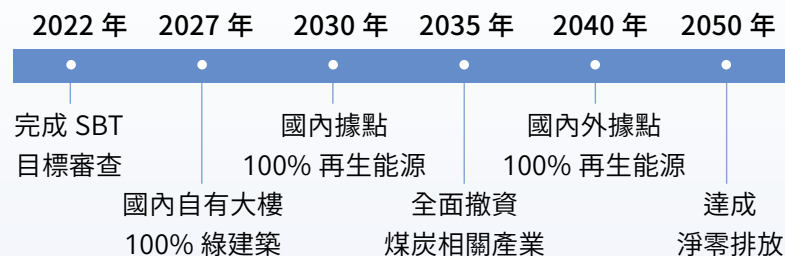 2022 年 2027 年 2030 年 2035 年 2040 年 2050 年
完成 SBT
目標審查
國內自有大樓
100% 綠建築
國內據點
100% 再生能源
全面撤資
煤炭相關產業
國內外據點
100% 再生能源
達成
淨零排放